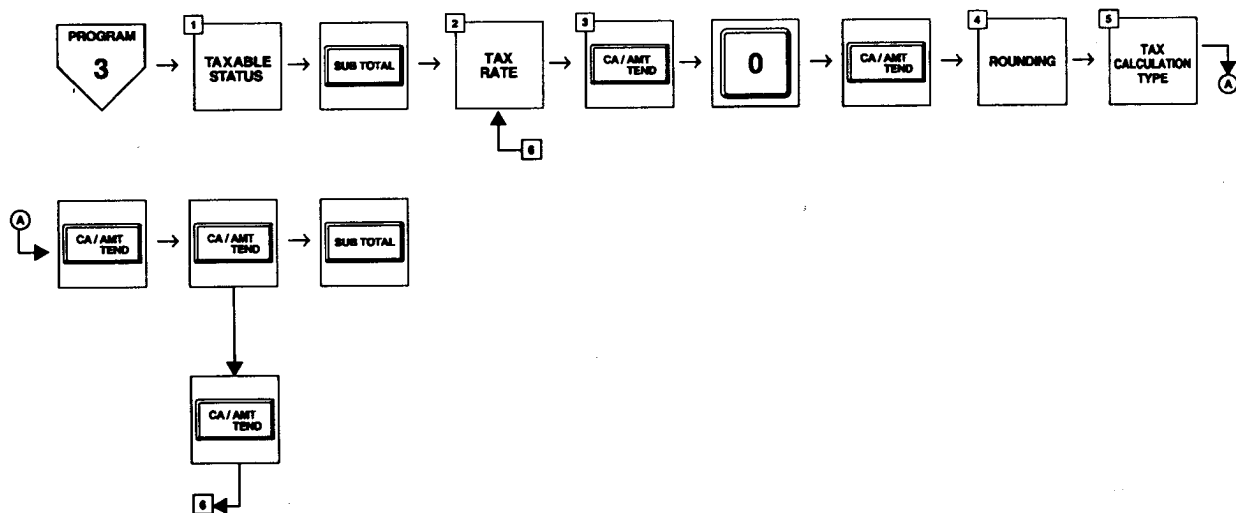 PROGRAM
3
1
TAXABLE
STATUS
SUB TOTAL
2
TAX
RATE
3
CA / AMT
TEND
0
CA / AMT
TEND
4
ROUNDING
5
TAX
CALCULATION
TYPE
A
6
A
CA / AMT
TEND
CA / AMT
TEND
SUB TOTAL
CA / AMT
TEND
6